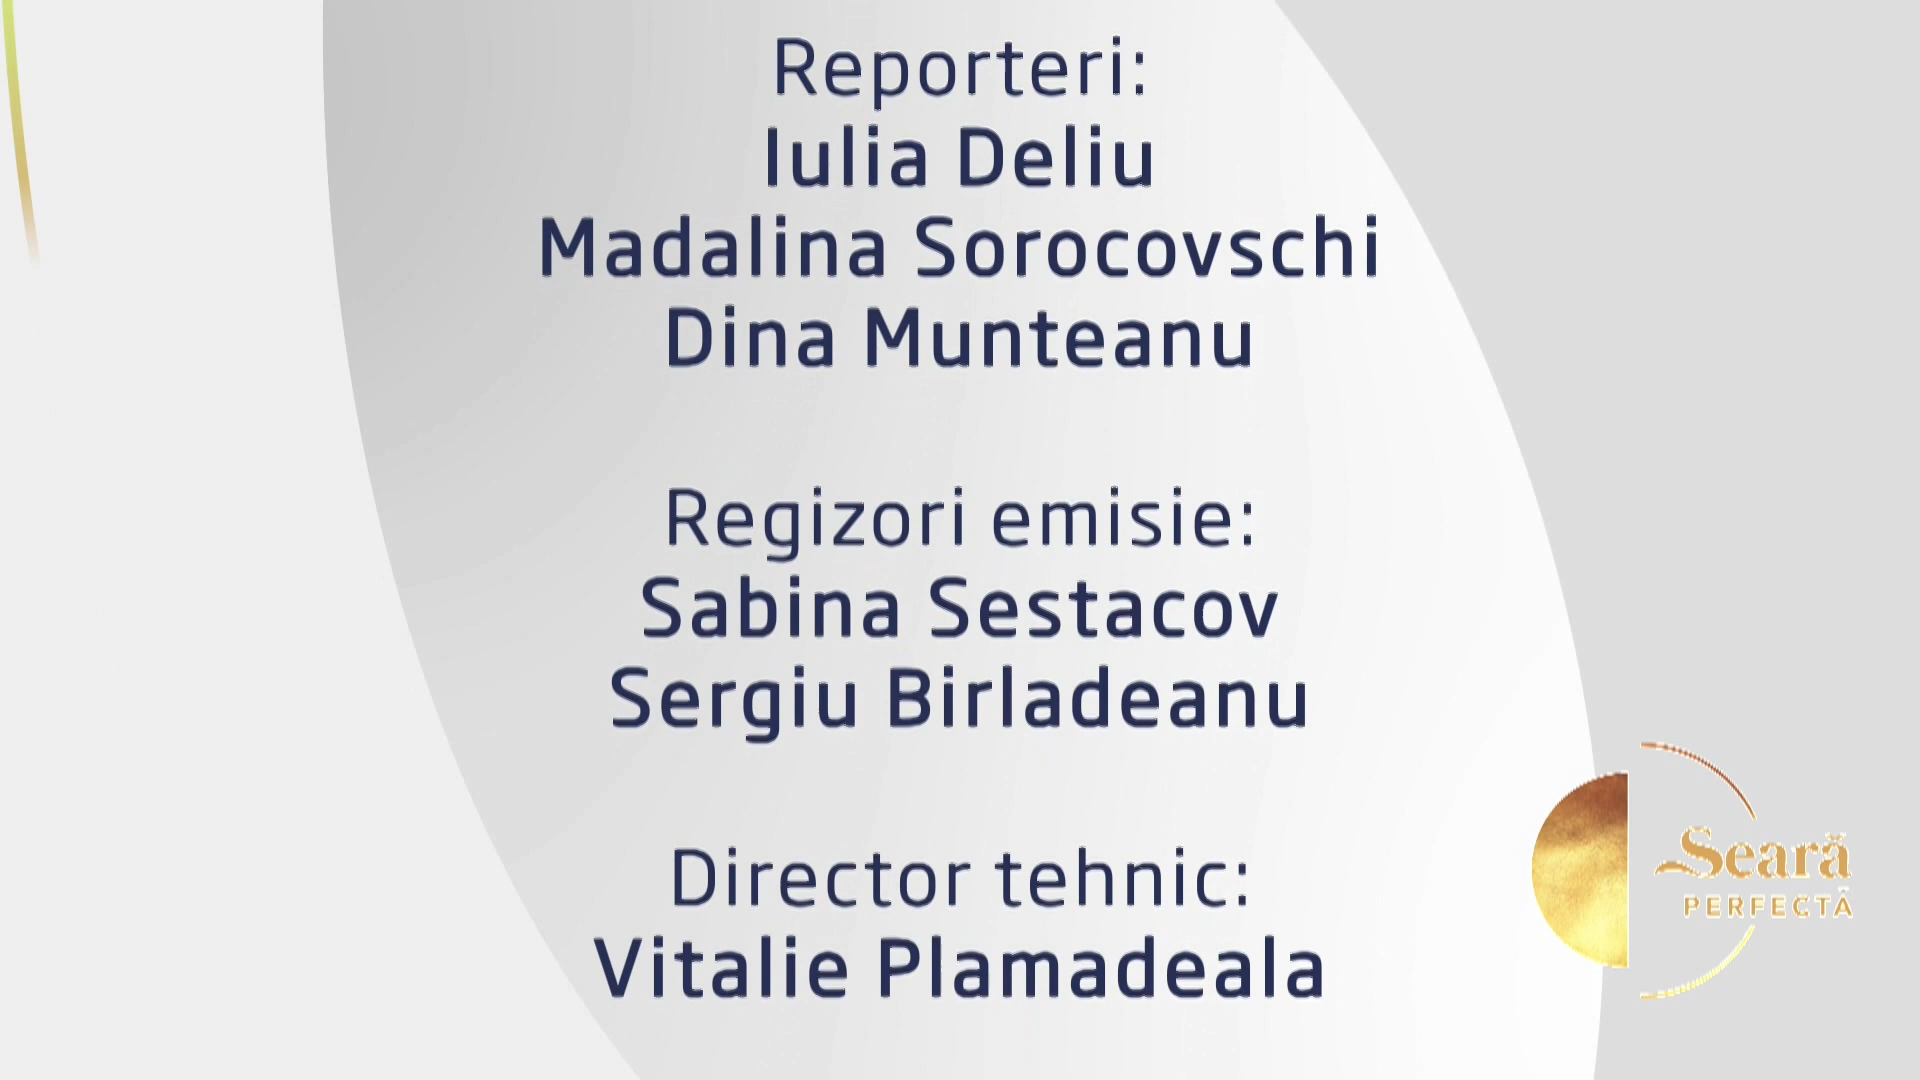 Reporteri:
Iulia Deliu
Madalina Sorocovschi
Dina Munteanu
Regizori emisie:
Sabina Sestacov
Sergiu Birladeanu
Director tehnic:
Vitalie Plamadeala
Seară
PERFECTĂ